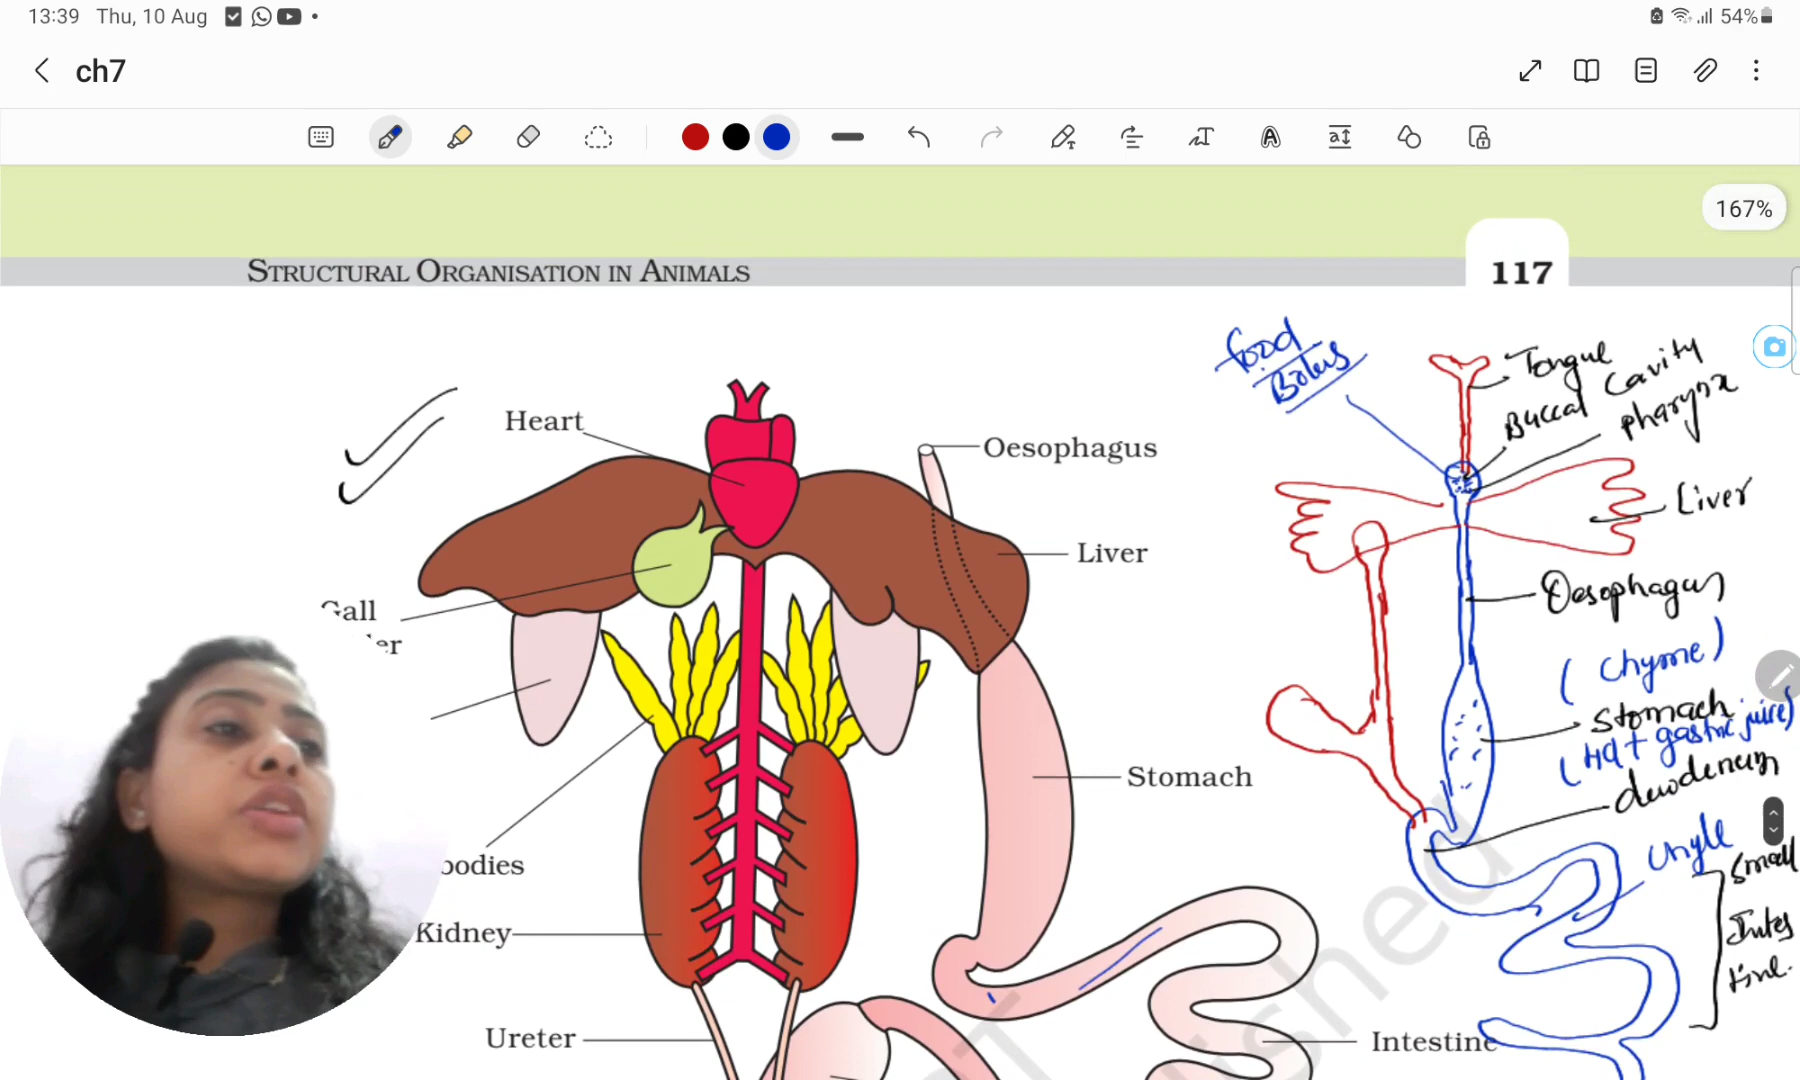 13:39 Thu, 10 Aug
54%
ch7
167%
STRUCTURAL ORGANISATION IN ANIMALS
117
food
Bolus
Tongue
Buccal Cavity
pharynx
Heart
Oesophagus
Liver
Liver
Gall
er
Oesophagus
(Chyme)
Stomach
(Hcl + gastric juice)
Stomach
duodenum
chyle
bodies
Small
Intes
tine.
Kidney
Ureter
Intestine